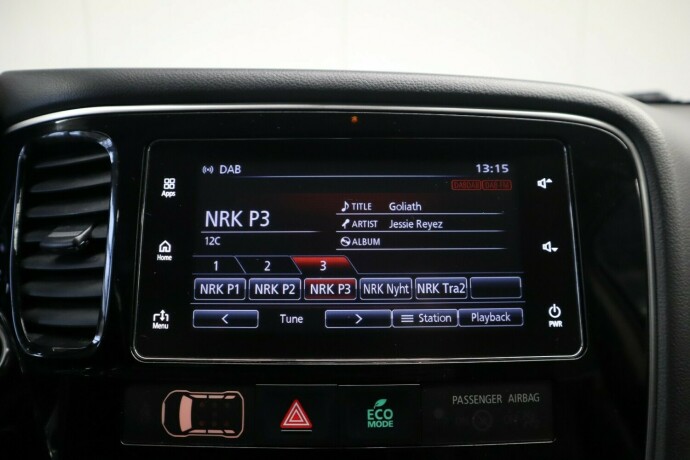 DAB 13:15
Apps
TITLE Goliath
NRK P3
ARTIST Jessie Reyez
12C
ALBUM
Home
1 2 3
NRK P1 NRK P2 NRK P3 NRK Nyht NRK Tra2
Menu
< Tune > Station Playback
PWR
ECO
MODE
PASSENGER AIRBAG